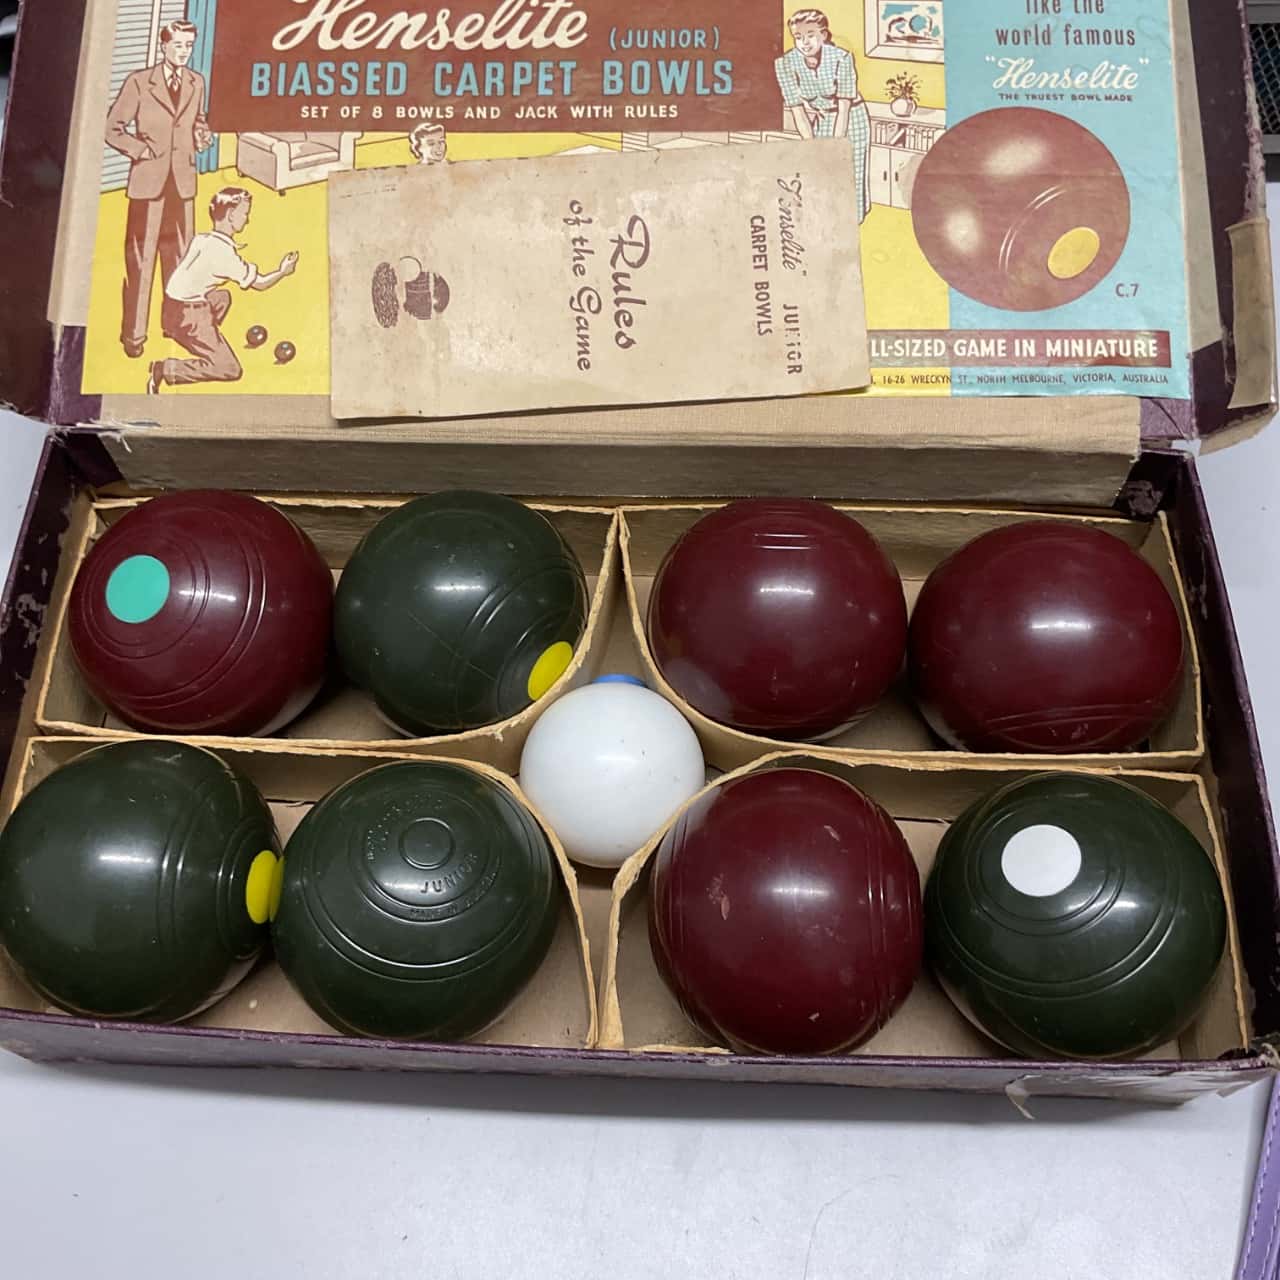 Henselite (JUNIOR)
BIASSED CARPET BOWLS
SET OF 8 BOWLS AND JACK WITH RULES
like the
world famous
"Henselite"
THE TRUEST BOWL MADE
C.7
LL-SIZED GAME IN MINIATURE
16-26 WRECKYN ST., NORTH MELBOURNE, VICTORIA, AUSTRALIA
"Henselite" JUNIOR
CARPET BOWLS
Rules
of the Game
JUNIOR
MADE IN